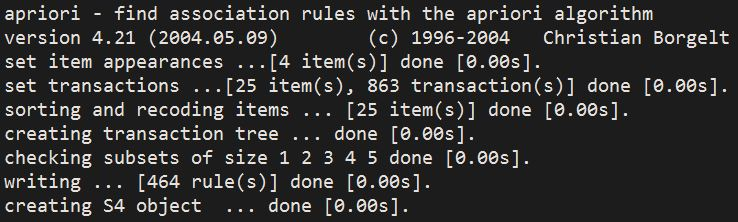 apriori - find association rules with the apriori algorithm
version 4.21 (2004.05.09)        (c) 1996-2004   Christian Borgelt
set item appearances ...[4 item(s)] done [0.00s].
set transactions ...[25 item(s), 863 transaction(s)] done [0.00s].
sorting and recoding items ... [25 item(s)] done [0.00s].
creating transaction tree ... done [0.00s].
checking subsets of size 1 2 3 4 5 done [0.00s].
writing ... [464 rule(s)] done [0.00s].
creating S4 object  ... done [0.00s].